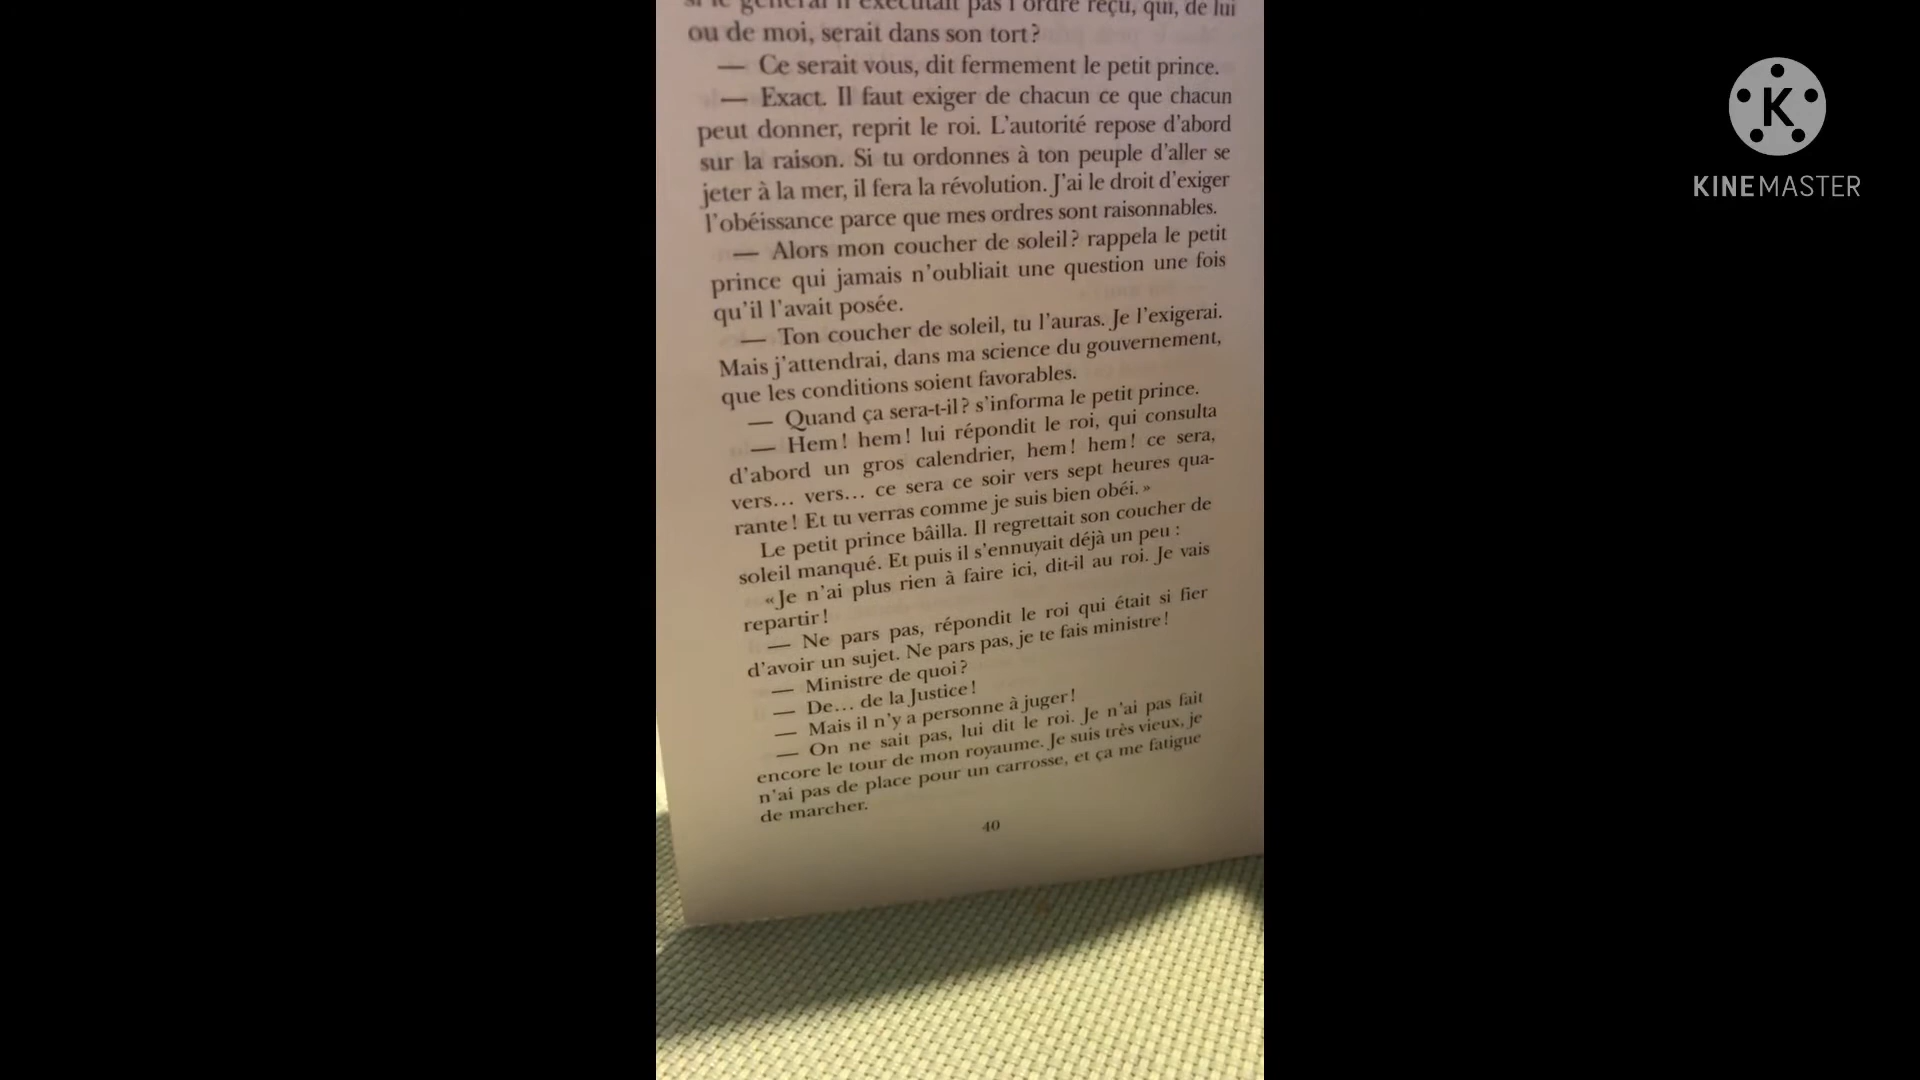 si le général n'exécutait pas l'ordre reçu, qui, de lui
ou de moi, serait dans son tort?
— Ce serait vous, dit fermement le petit prince.
— Exact. Il faut exiger de chacun ce que chacun
peut donner, reprit le roi. L'autorité repose d'abord
sur la raison. Si tu ordonnes à ton peuple d'aller se
jeter à la mer, il fera la révolution. J'ai le droit d'exiger
l'obéissance parce que mes ordres sont raisonnables.
— Alors mon coucher de soleil? rappela le petit
prince qui jamais n'oubliait une question une fois
qu'il l'avait posée.
— Ton coucher de soleil, tu l'auras. Je l'exigerai.
Mais j'attendrai, dans ma science du gouvernement,
que les conditions soient favorables.
— Quand ça sera-t-il? s'informa le petit prince.
— Hem! hem! lui répondit le roi, qui consulta
d'abord un gros calendrier, hem! hem! ce sera,
vers... vers... ce sera ce soir vers sept heures qua-
rante! Et tu verras comme je suis bien obéi. »
Le petit prince bâilla. Il regrettait son coucher de
soleil manqué. Et puis il s'ennuyait déjà un peu :
«Je n'ai plus rien à faire ici, dit-il au roi. Je vais
repartir!
— Ne pars pas, répondit le roi qui était si fier
d'avoir un sujet. Ne pars pas, je te fais ministre!
— Ministre de quoi?
— De... de la Justice!
— Mais il n'y a personne à juger!
— On ne sait pas, lui dit le roi. Je n'ai pas fait
encore le tour de mon royaume. Je suis très vieux, je
n'ai pas de place pour un carrosse, et ça me fatigue
de marcher.
40
K
KINEMASTER